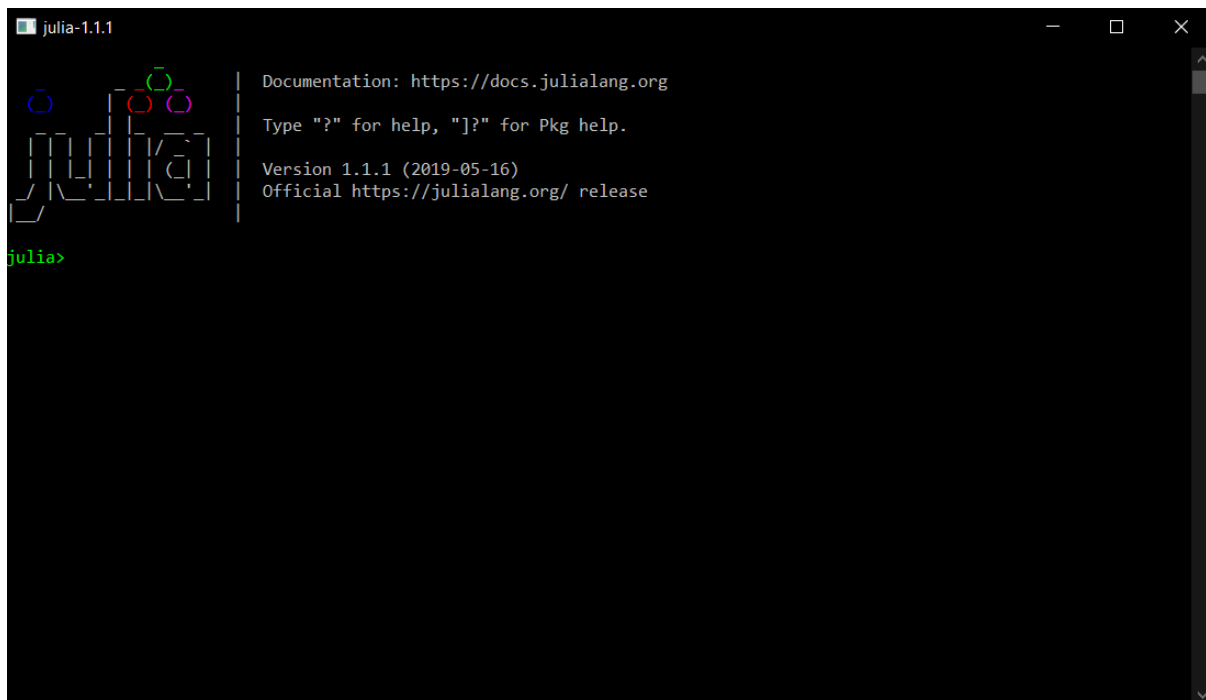 julia-1.1.1
julia
Documentation: https://docs.julialang.org
Type "?" for help, "]?" for Pkg help.
Version 1.1.1 (2019-05-16)
Official https://julialang.org/ release
julia>